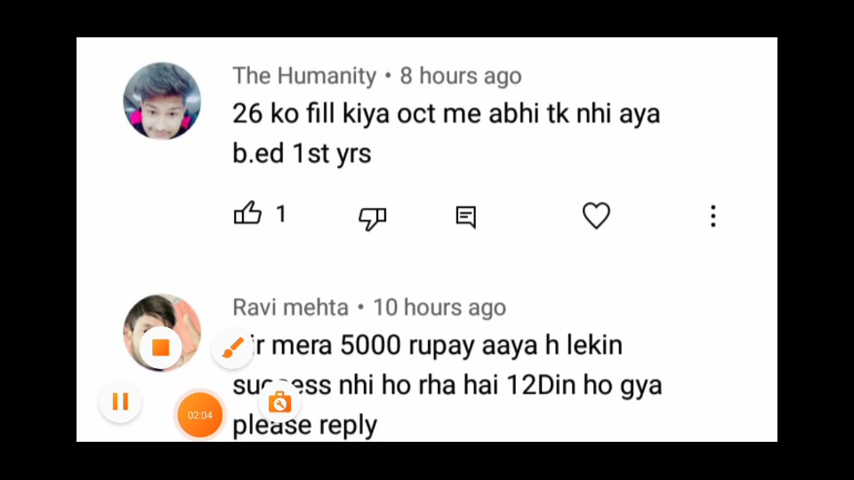 The Humanity • 8 hours ago
26 ko fill kiya oct me abhi tk nhi aya
b.ed 1st yrs
1
Ravi mehta • 10 hours ago
mera 5000 rupay aaya h lekin
success nhi ho rha hai 12Din ho gya
02:04
please reply